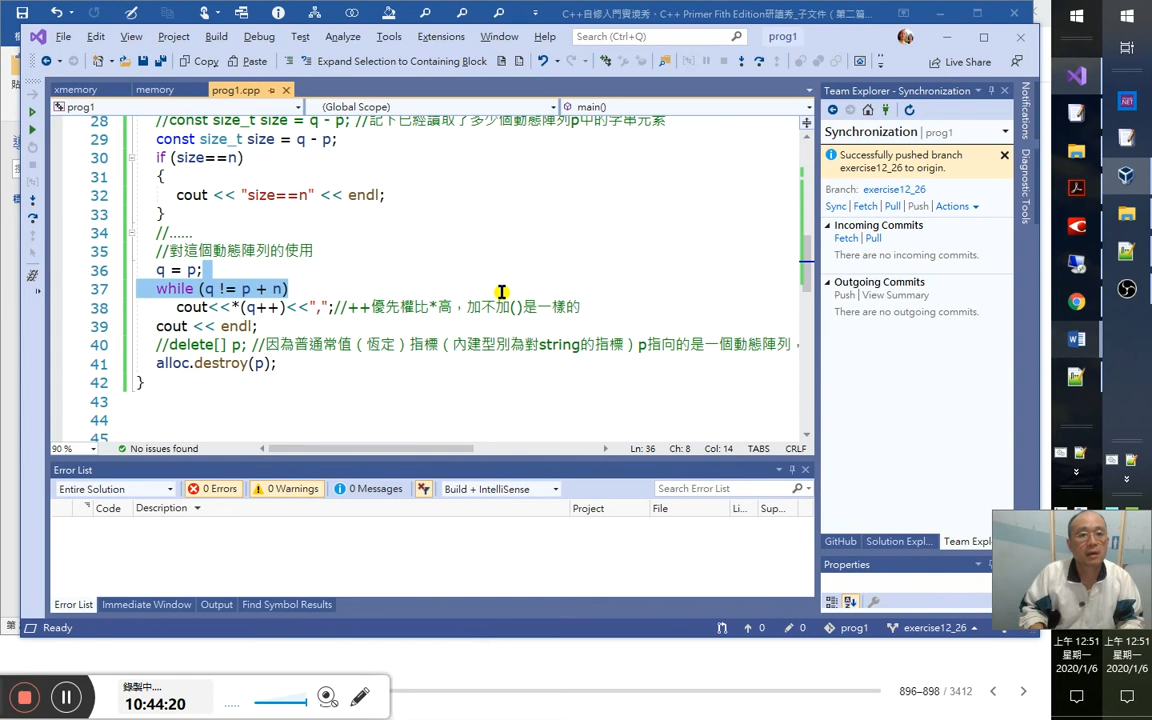 C++自修入門實境秀、C++ Primer Fith Edition研讀秀_子文件（第二篇...
File Edit View Project Build Debug Test Analyze Tools Extensions Window Help Search (Ctrl+Q) prog1
Copy Paste Expand Selection to Containing Block Live Share
xmemory memory prog1.cpp
prog1 (Global Scope) main()
28 //const size_t size = q - p; //記下已經讀取了多少個動態陣列p中的字串元素
29 const size_t size = q - p;
30 if (size==n)
31 {
32 cout << "size==n" << endl;
33 }
34 //......
35 //對這個動態陣列的使用
36 q = p;
37 while (q != p + n)
38 cout<<*(q++)<<",";//++優先權比*高，加不加()是一樣的
39 cout << endl;
40 //delete[] p; //因為普通常值（恆定）指標（內建型別為對string的指標）p指向的是一個動態陣列，
41 alloc.destroy(p);
42 }
43
44
45
90 % No issues found Ln: 36 Ch: 8 Col: 14 TABS CRLF
Error List
Entire Solution 0 Errors 0 Warnings 0 Messages Build + IntelliSense Search Error List
Code Description Project File Li... Sup...
Error List Immediate Window Output Find Symbol Results
Ready 0 0 prog1 exercise12_26
Team Explorer - Synchronization
Synchronization | prog1
Successfully pushed branch
exercise12_26 to origin.
Branch: exercise12_26
Sync Fetch Pull Push Actions
Incoming Commits
Fetch | Pull
There are no incoming commits.
Outgoing Commits
Push | View Summary
There are no outgoing commits.
GitHub Solution Expl... Team Expl
Properties
Notifications
Diagnostic Tools
.NET
上午 12:51 上午 12:51
星期一 星期一
2020/1/6 2020/1/6
錄製中....
10:44:20
896–898 / 3412